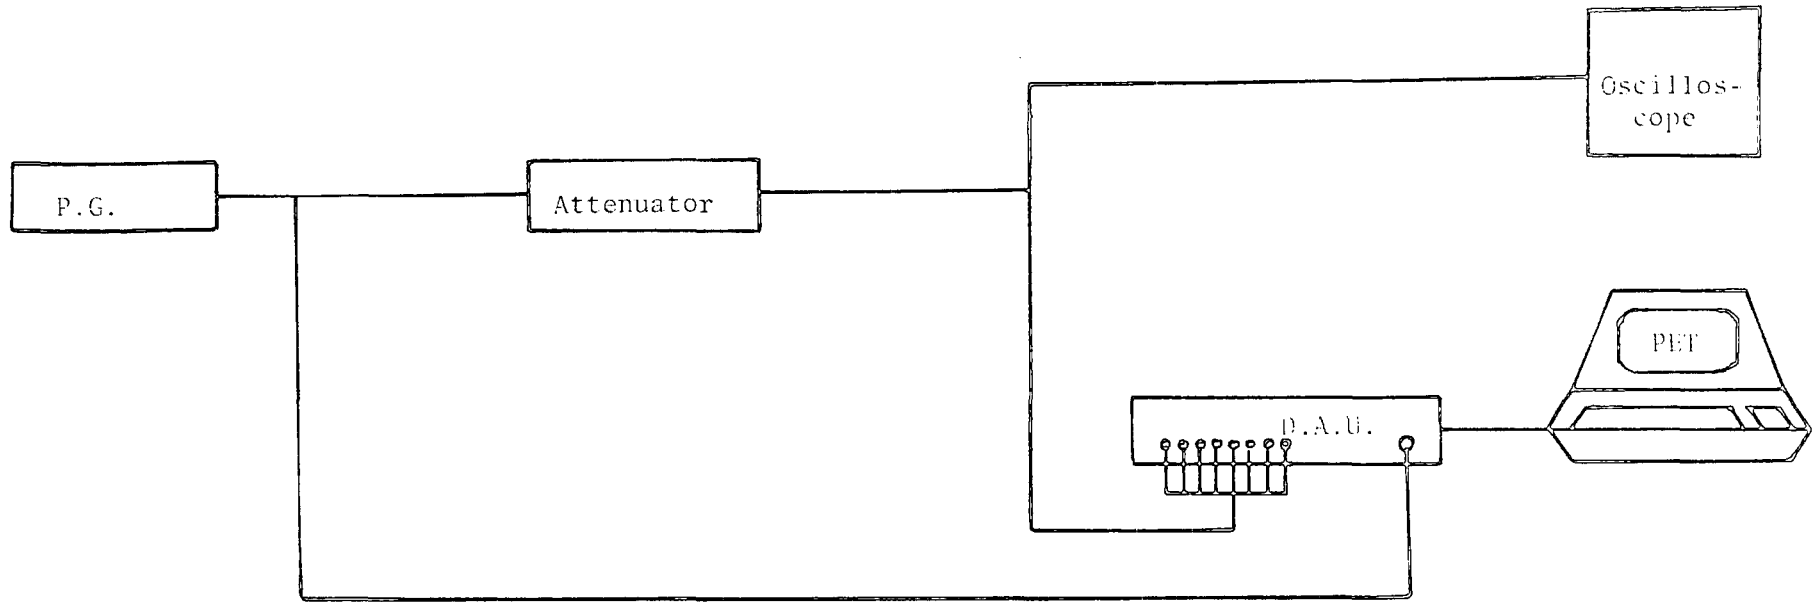 Oscillos-
cope
P.G.
Attenuator
PET
D.A.U.